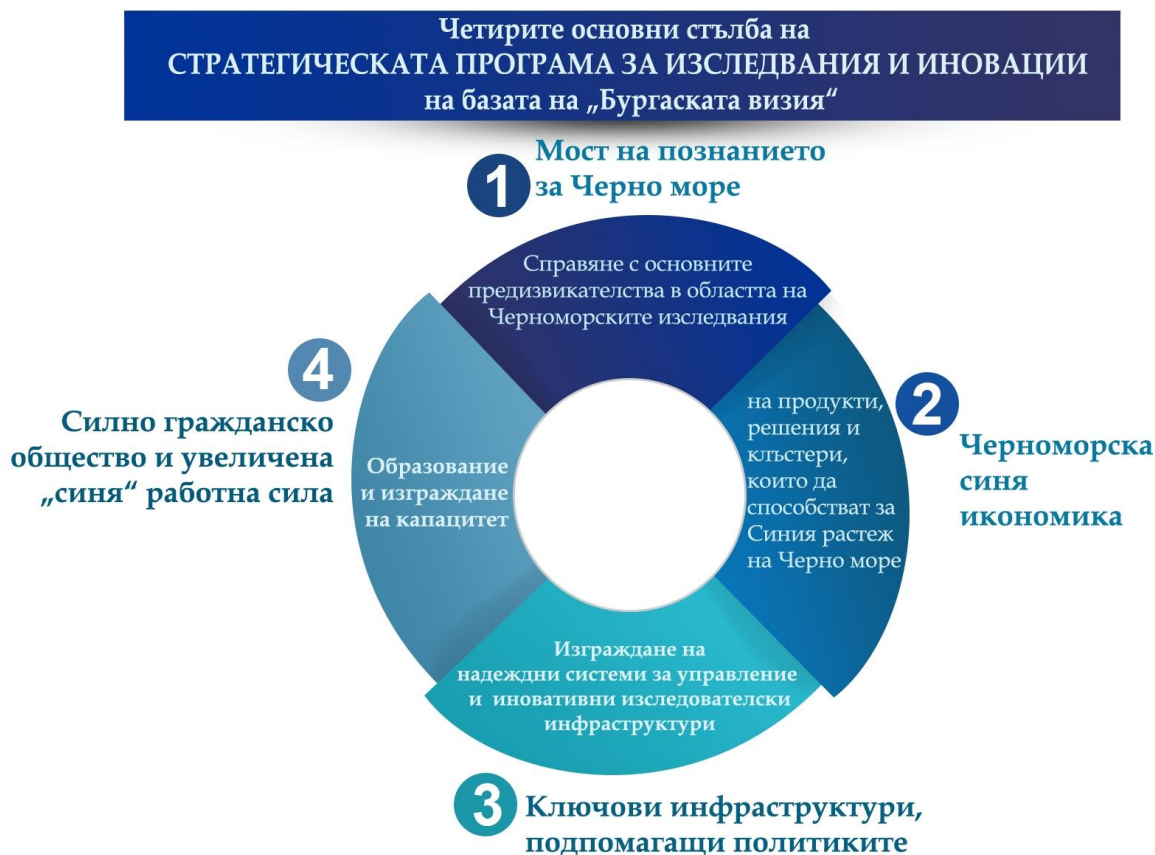 Четирите основни стълба на
СТРАТЕГИЧЕСКАТА ПРОГРАМА ЗА ИЗСЛЕДВАНИЯ И ИНОВАЦИИ
на базата на „Бургаската визия“
1
Мост на познанието
за Черно море
Справяне с основните
предизвикателства в областта на
Черноморските изследвания
2
Черноморска
синя
икономика
на продукти,
решения и
клъстери,
които да
способстват за
Синия растеж
на Черно море
3
Ключови инфраструктури,
подпомагащи политиките
Изграждане на
надеждни системи за управление
и иновативни изследователски
инфраструктури
4
Силно гражданско
общество и увеличена
„синя“ работна сила
Образование
и изграждане
на капацитет